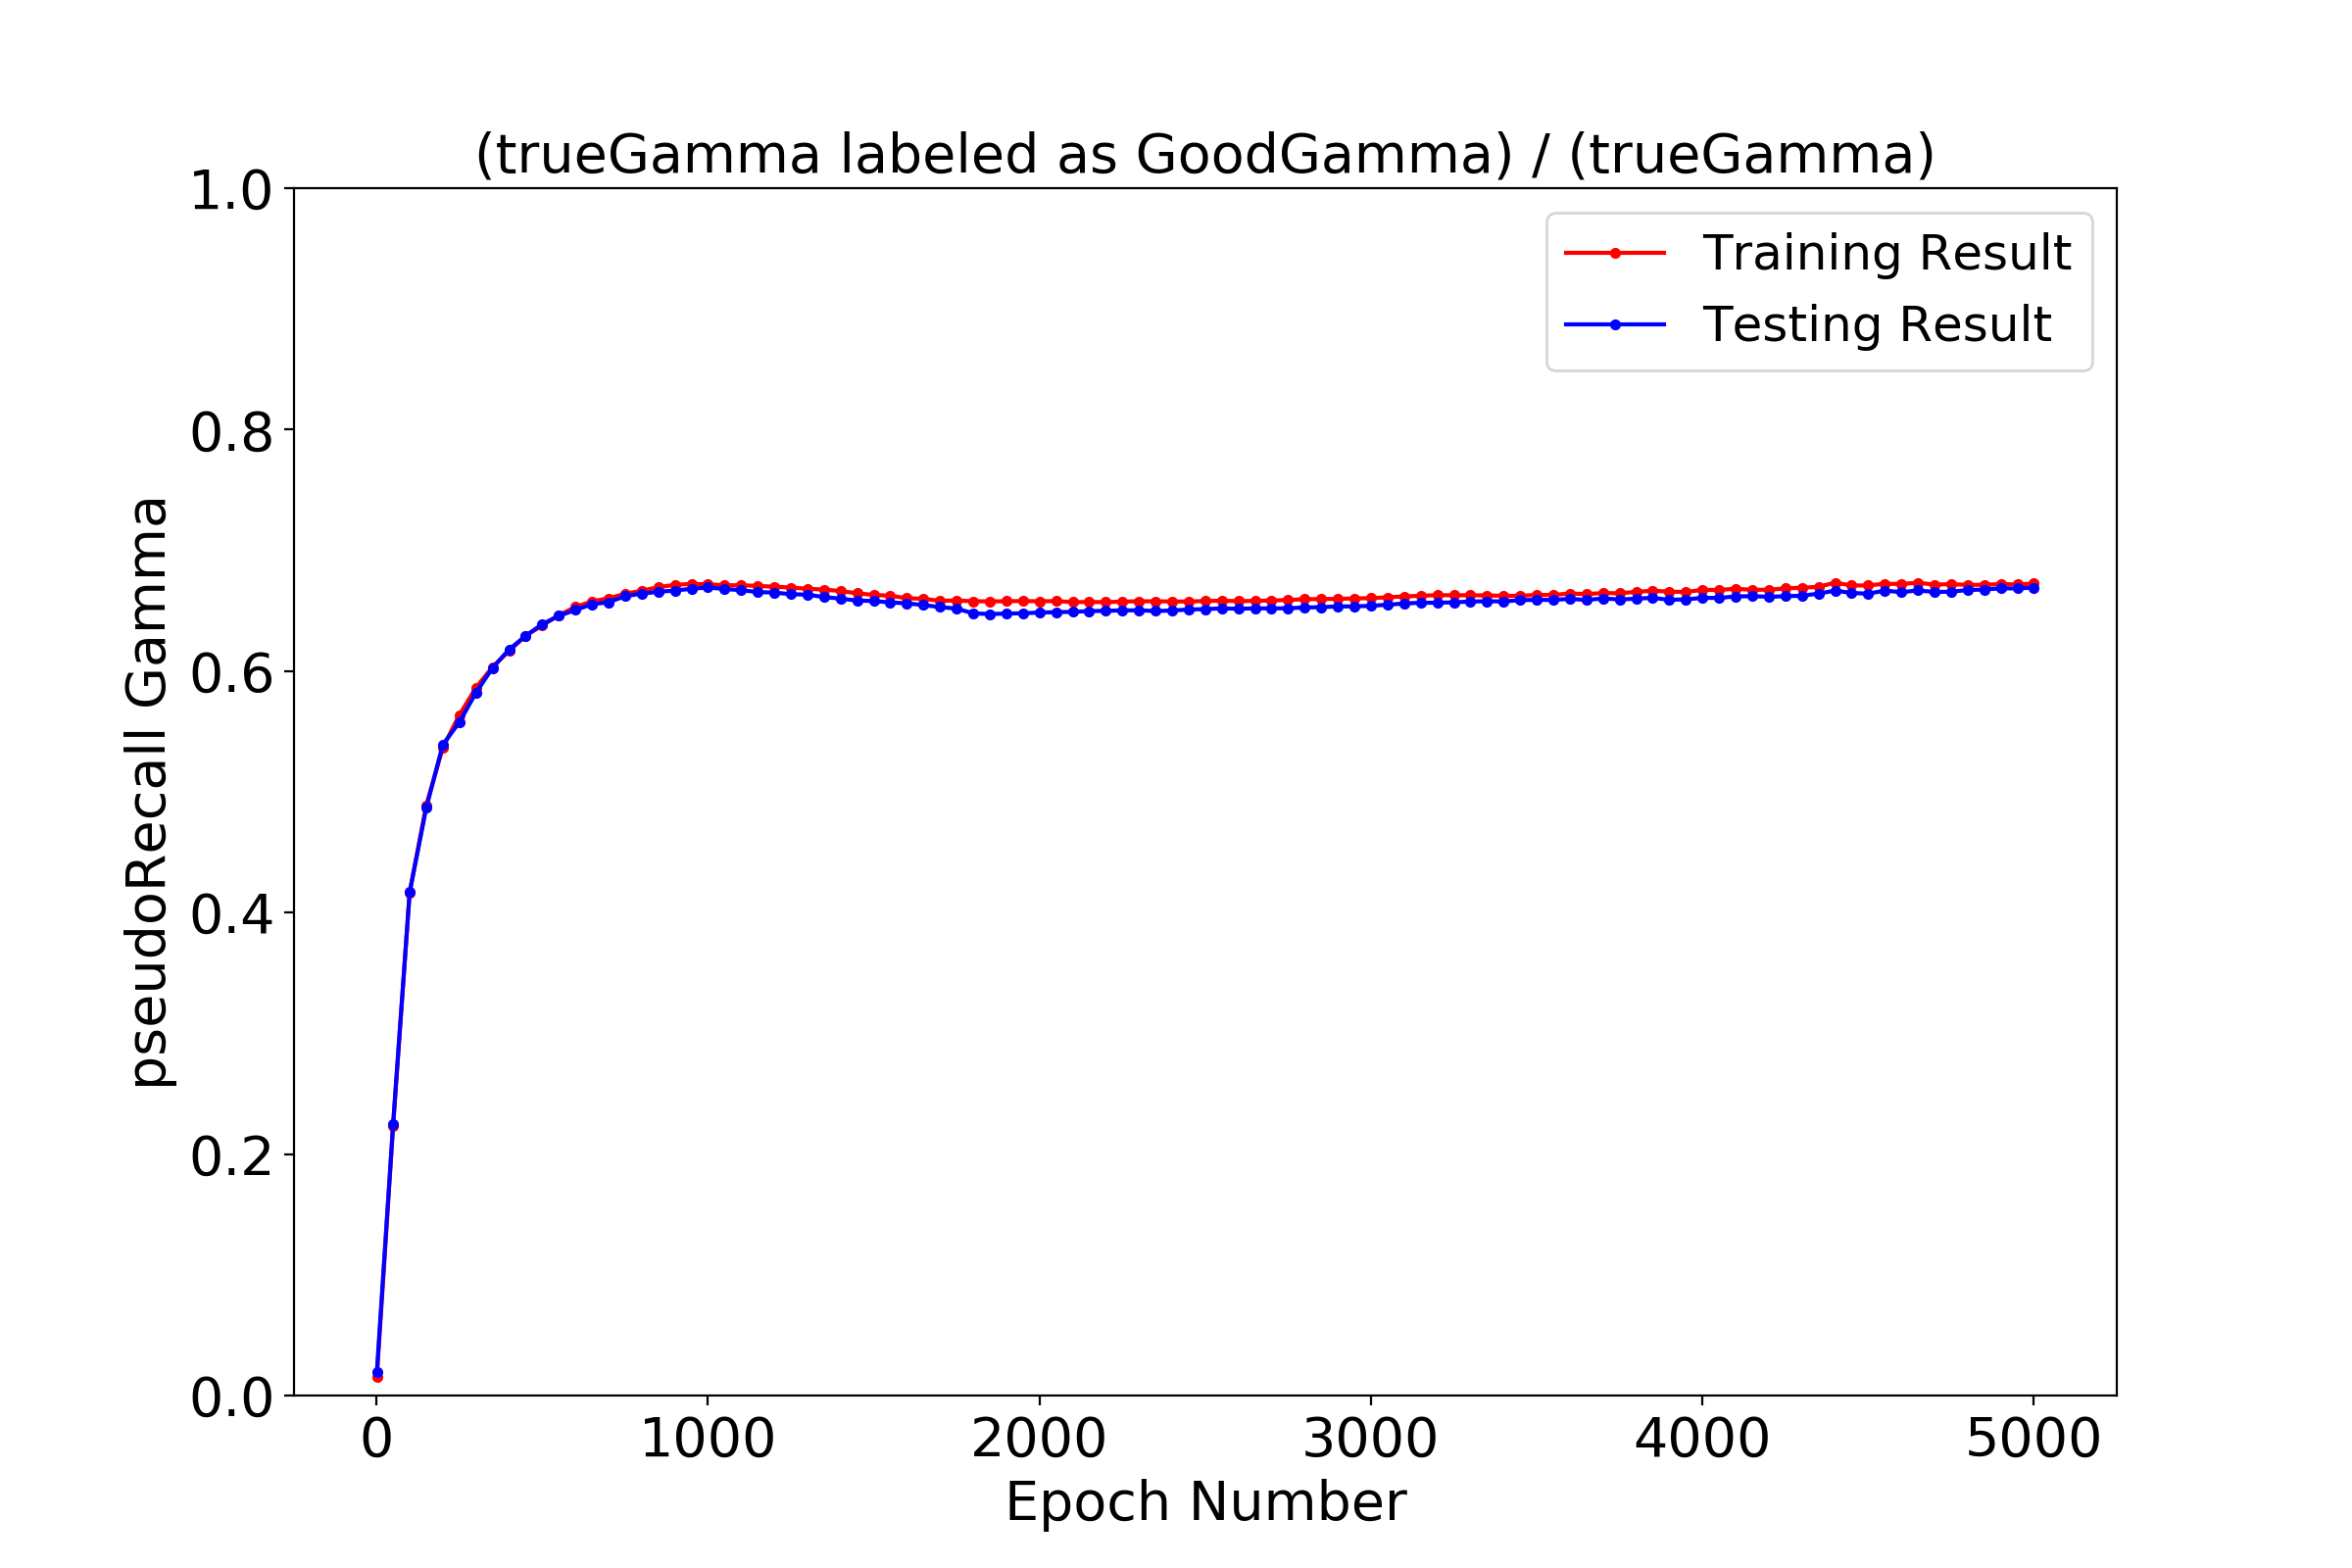 (trueGamma labeled as GoodGamma) / (trueGamma)
1.0
Training Result
Testing Result
0.8
0.6
0.4
0.2
0.0
pseudoRecall Gamma
0 1000 2000 3000 4000 5000
Epoch Number